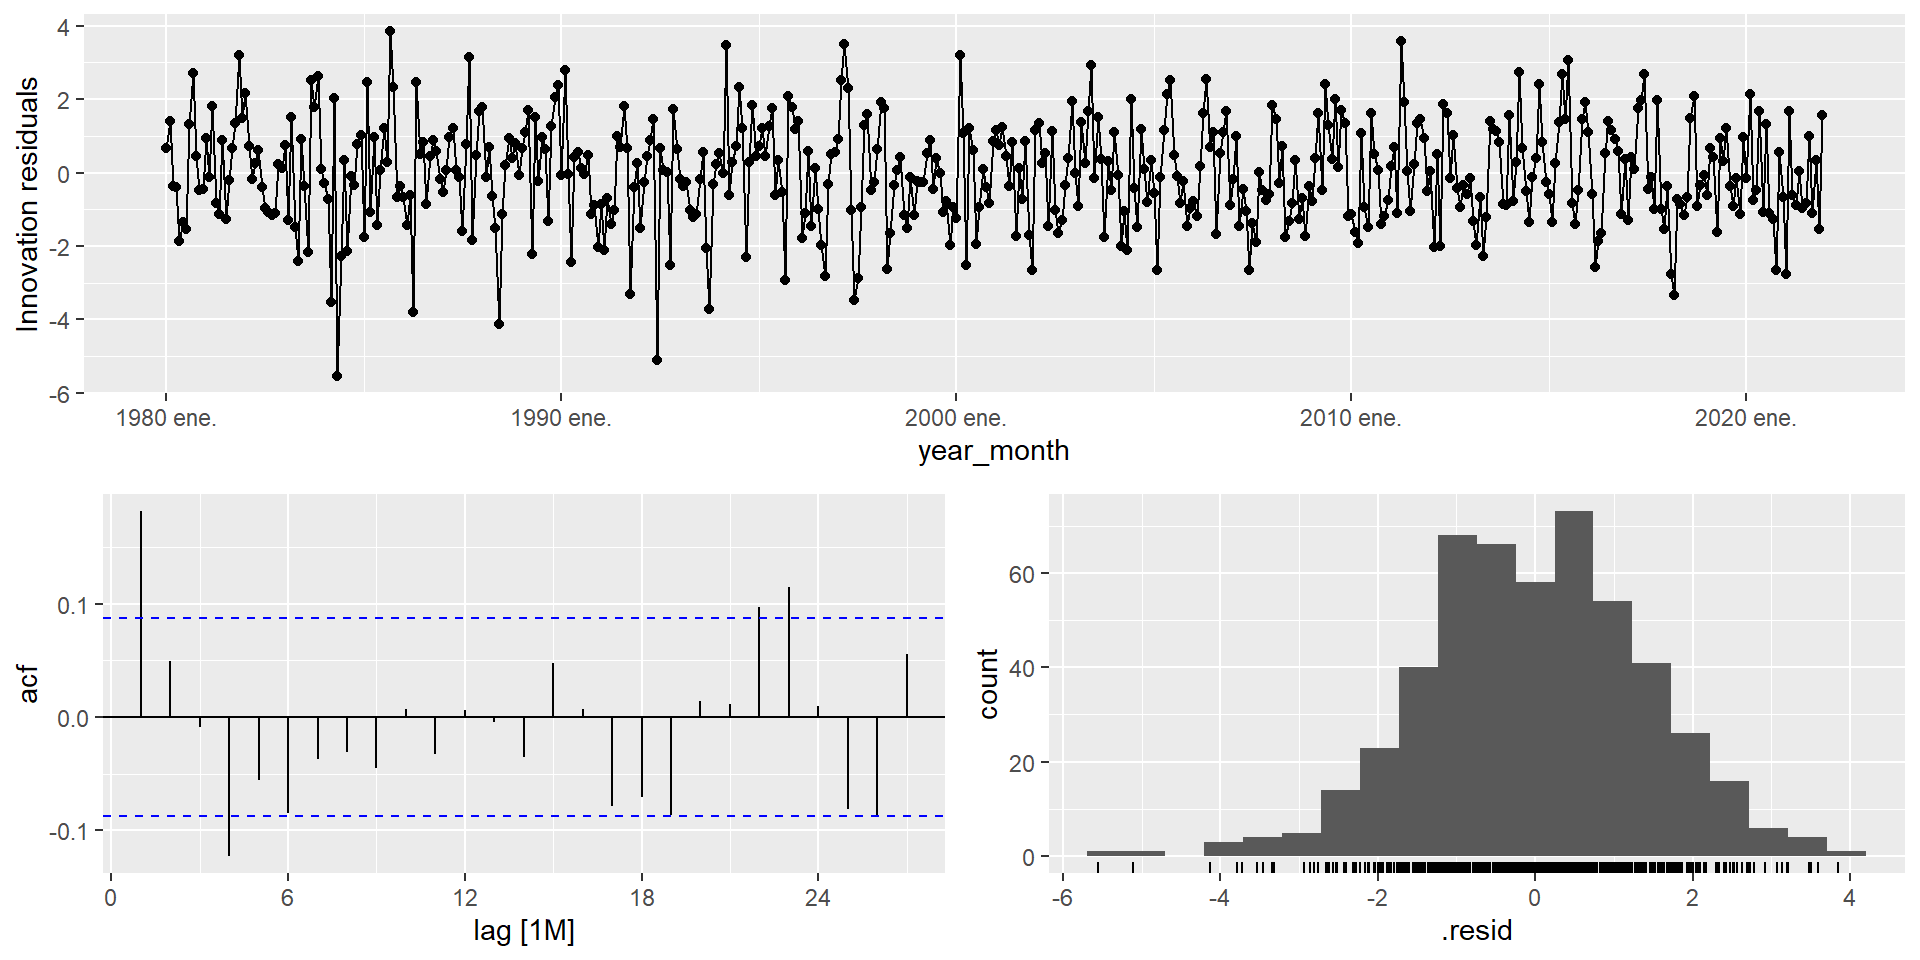 4
2
0
-2
-4
-6
Innovation residuals
1980 ene.
1990 ene.
2000 ene.
2010 ene.
2020 ene.
year_month
0.1
0.0
-0.1
acf
0
6
12
18
24
lag [1M]
60
40
20
0
count
-6
-4
-2
0
2
4
.resid